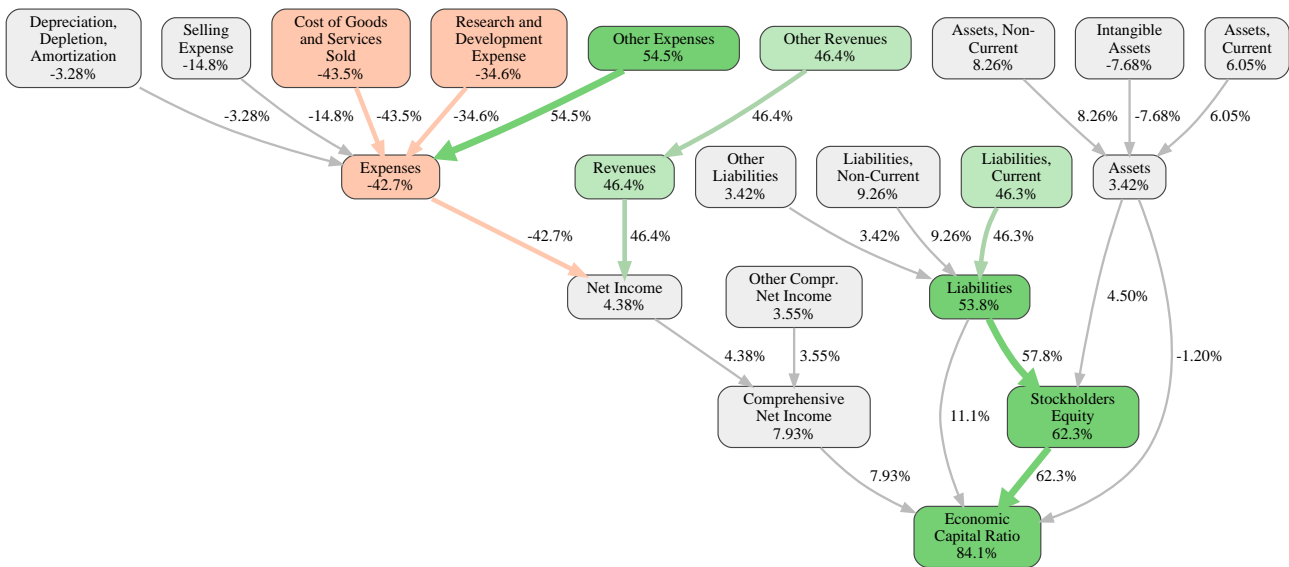 Depreciation,
Depletion,
Amortization
-3.28%
Selling
Expense
-14.8%
Cost of Goods
and Services
Sold
-43.5%
Research and
Development
Expense
-34.6%
Other Expenses
54.5%
Other Revenues
46.4%
Assets, Non-
Current
8.26%
Intangible
Assets
-7.68%
Assets,
Current
6.05%
-3.28%
-14.8%
-43.5%
-34.6%
54.5%
46.4%
8.26%
-7.68%
6.05%
Expenses
-42.7%
Revenues
46.4%
Other
Liabilities
3.42%
Liabilities,
Non-Current
9.26%
Liabilities,
Current
46.3%
Assets
3.42%
-42.7%
46.4%
3.42%
9.26%
46.3%
Net Income
4.38%
Other Compr.
Net Income
3.55%
Liabilities
53.8%
4.50%
4.38%
3.55%
57.8%
-1.20%
Comprehensive
Net Income
7.93%
11.1%
Stockholders
Equity
62.3%
7.93%
62.3%
Economic
Capital Ratio
84.1%